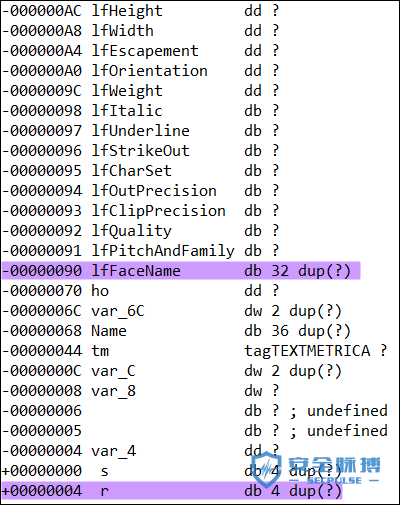 -000000AC lfHeight dd ?
-000000A8 lfWidth dd ?
-000000A4 lfEscapement dd ?
-000000A0 lfOrientation dd ?
-0000009C lfWeight dd ?
-00000098 lfItalic db ?
-00000097 lfUnderline db ?
-00000096 lfStrikeOut db ?
-00000095 lfCharSet db ?
-00000094 lfOutPrecision db ?
-00000093 lfClipPrecision db ?
-00000092 lfQuality db ?
-00000091 lfPitchAndFamily db ?
-00000090 lfFaceName db 32 dup(?)
-00000070 ho dd ?
-0000006C var_6C dw 2 dup(?)
-00000068 Name db 36 dup(?)
-00000044 tm tagTEXTMETRICA ?
-0000000C var_C dw 2 dup(?)
-00000008 var_8 dw ?
-00000006 db ? ; undefined
-00000005 db ? ; undefined
-00000004 var_4 dd ?
+00000000 s db 4 dup(?)
+00000004 r db 4 dup(?)
安全脉搏
SECPULSE